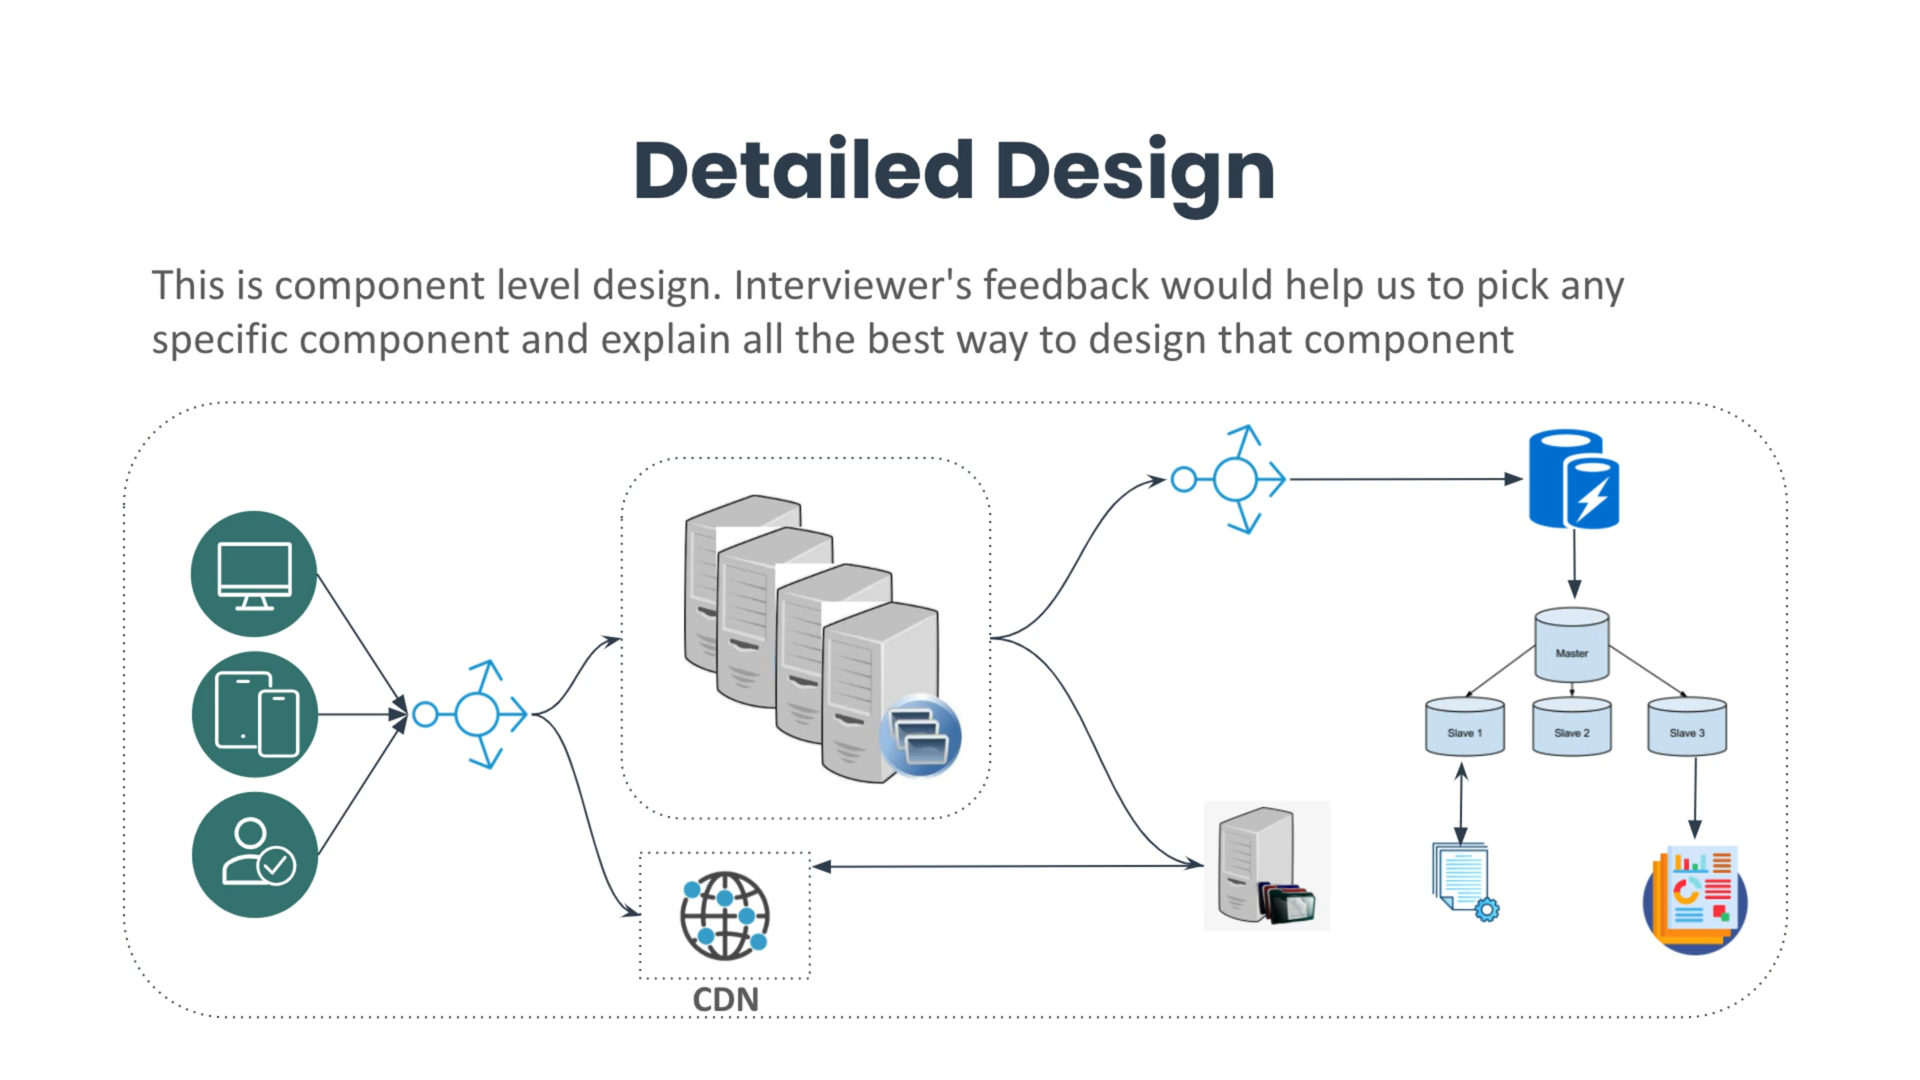 Detailed Design
This is component level design. Interviewer's feedback would help us to pick any
specific component and explain all the best way to design that component
Master
Slave 1
Slave 2
Slave 3
CDN